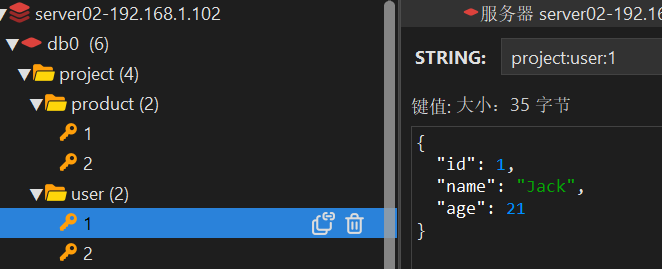 server02-192.168.1.102
db0 (6)
project (4)
product (2)
1
2
user (2)
1
2
服务器 server02-192.16
STRING:
project:user:1
键值: 大小: 35 字节
{
"id": 1,
"name": "Jack",
"age": 21
}